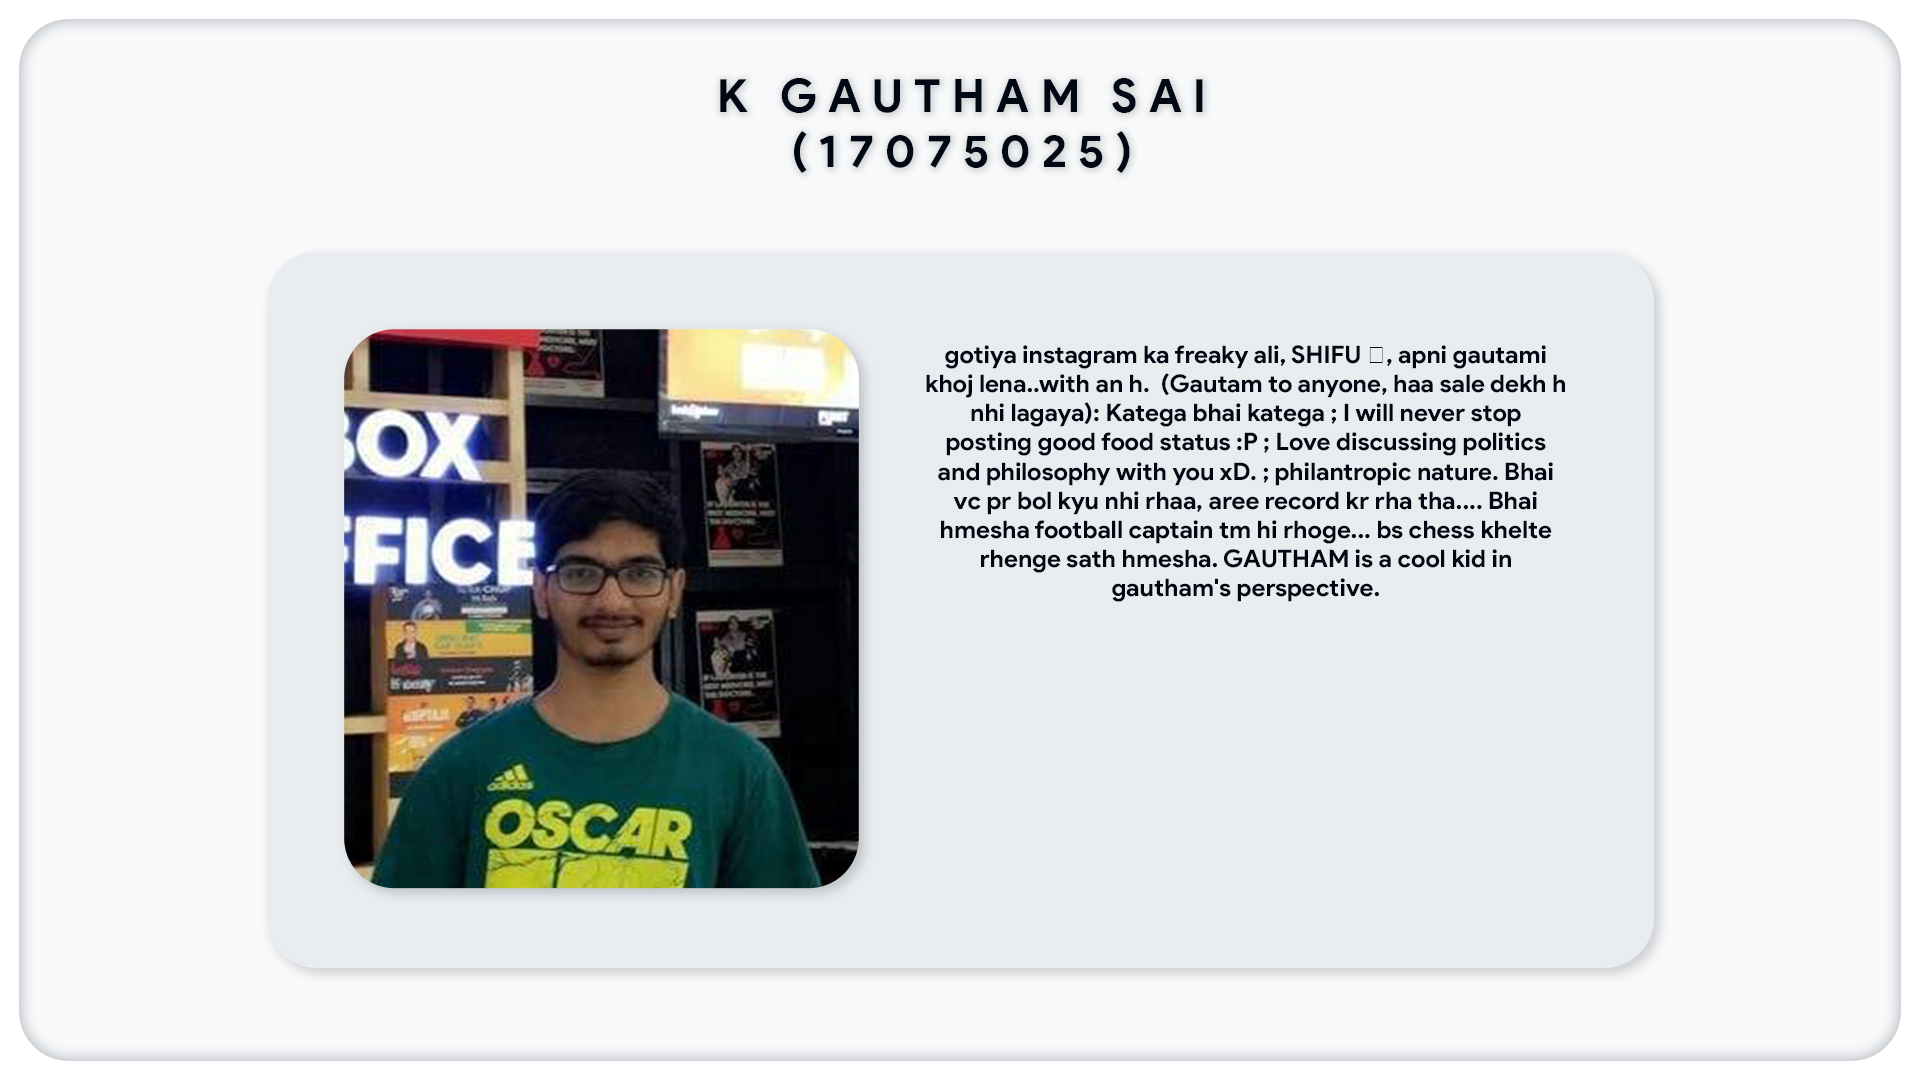 K GAUTHAM SAI
(17075025)
BOX
FFICE
adidas
OSCAR
gotiya instagram ka freaky ali, SHIFU □, apni gautami
khoj lena..with an h.  (Gautam to anyone, haa sale dekh h
nhi lagaya): Katega bhai katega ; I will never stop
posting good food status :P ; Love discussing politics
and philosophy with you xD. ; philantropic nature. Bhai
vc pr bol kyu nhi rhaa, aree record kr rha tha.... Bhai
hmesha football captain tm hi rhoge... bs chess khelte
rhenge sath hmesha. GAUTHAM is a cool kid in
gautham's perspective.